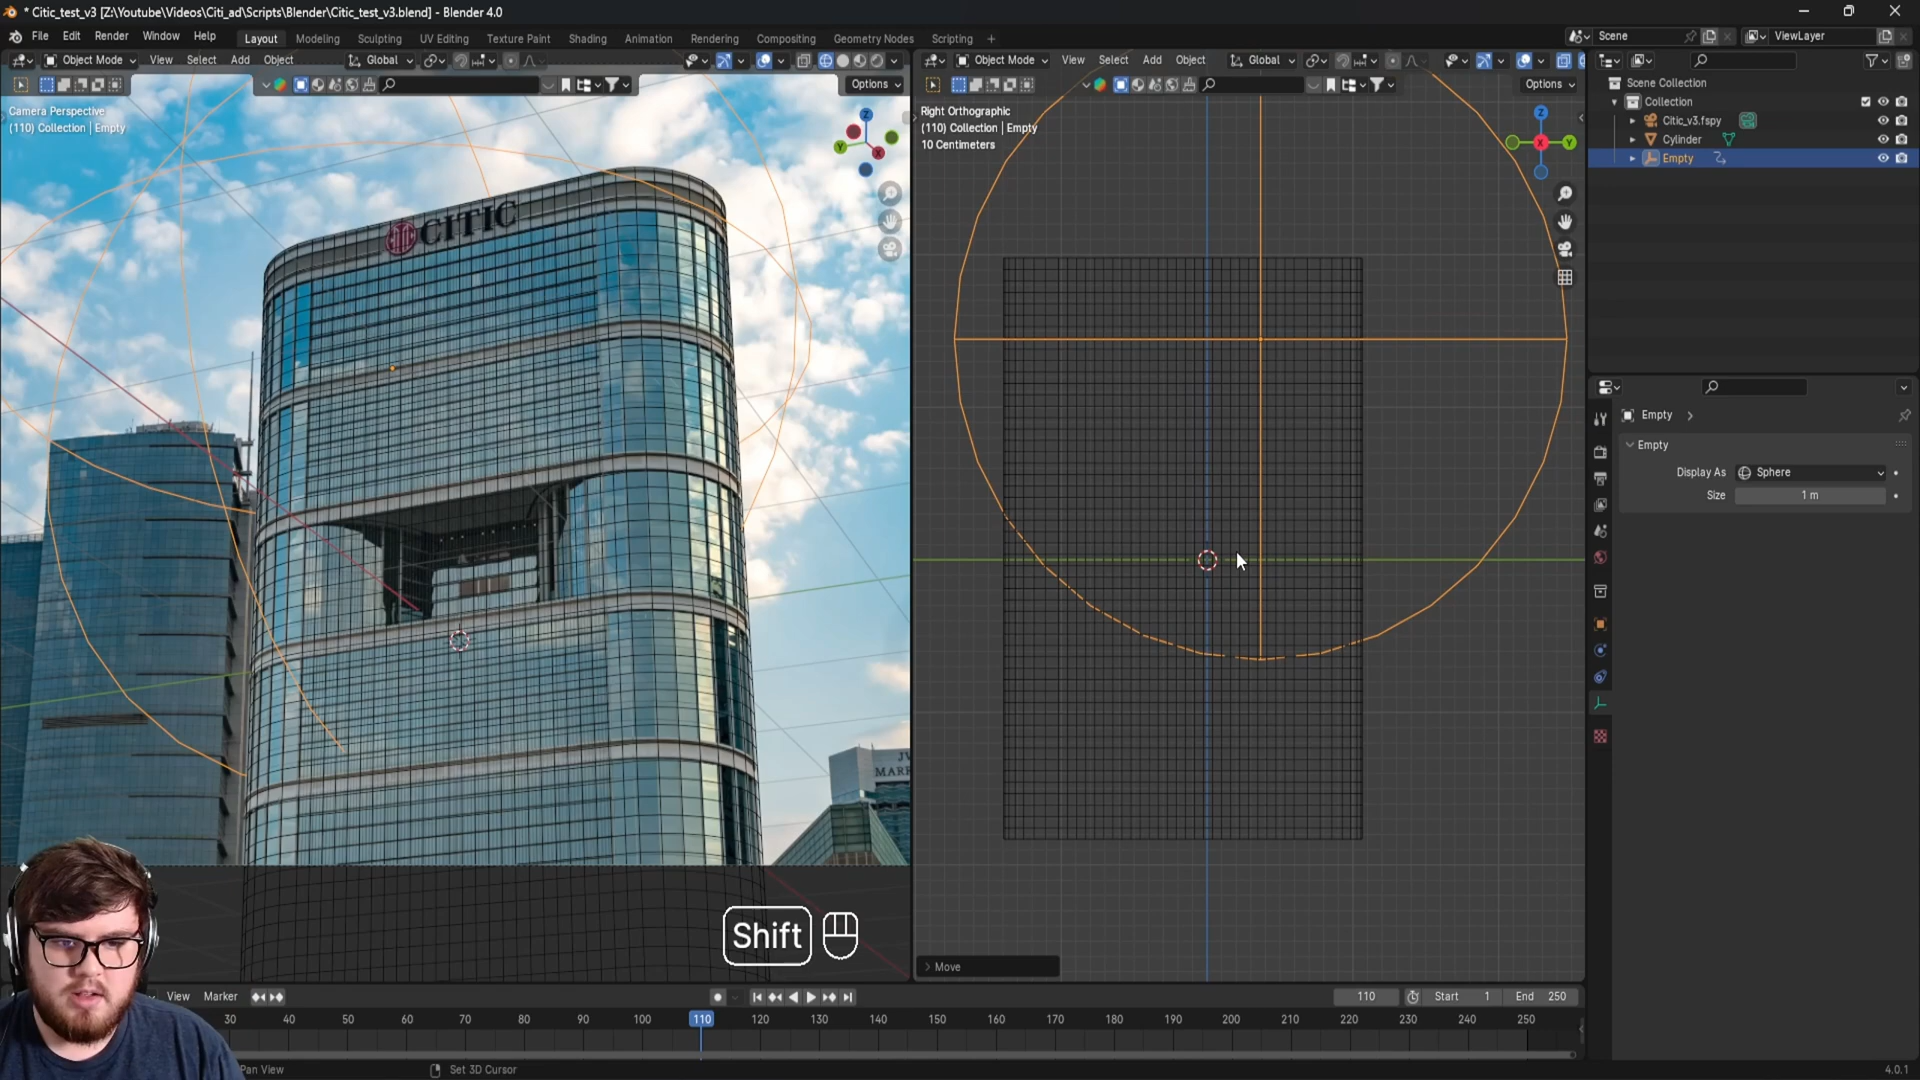 * Citic_test_v3 [Z:\Youtube\Videos\Citi_ad\Scripts\Blender\Citic_test_v3.blend] - Blender 4.0
File Edit Render Window Help
Layout Modeling Sculpting UV Editing Texture Paint Shading Animation Rendering Compositing Geometry Nodes Scripting +
Scene
ViewLayer
Object Mode View Select Add Object Global
Object Mode View Select Add Object Global
Options
Options
Camera Perspective
(110) Collection | Empty
Right Orthographic
(110) Collection | Empty
10 Centimeters
Scene Collection
Collection
Citic_v3.fspy
Cylinder
Empty
CITIC
Empty
Empty
Display As Sphere
Size 1 m
MARR
Shift
Move
View Marker
110 Start 1 End 250
30 40 50 60 70 80 90 100 110 120 130 140 150 160 170 180 190 200 210 220 230 240 250
Pan View
Set 3D Cursor
4.0.1